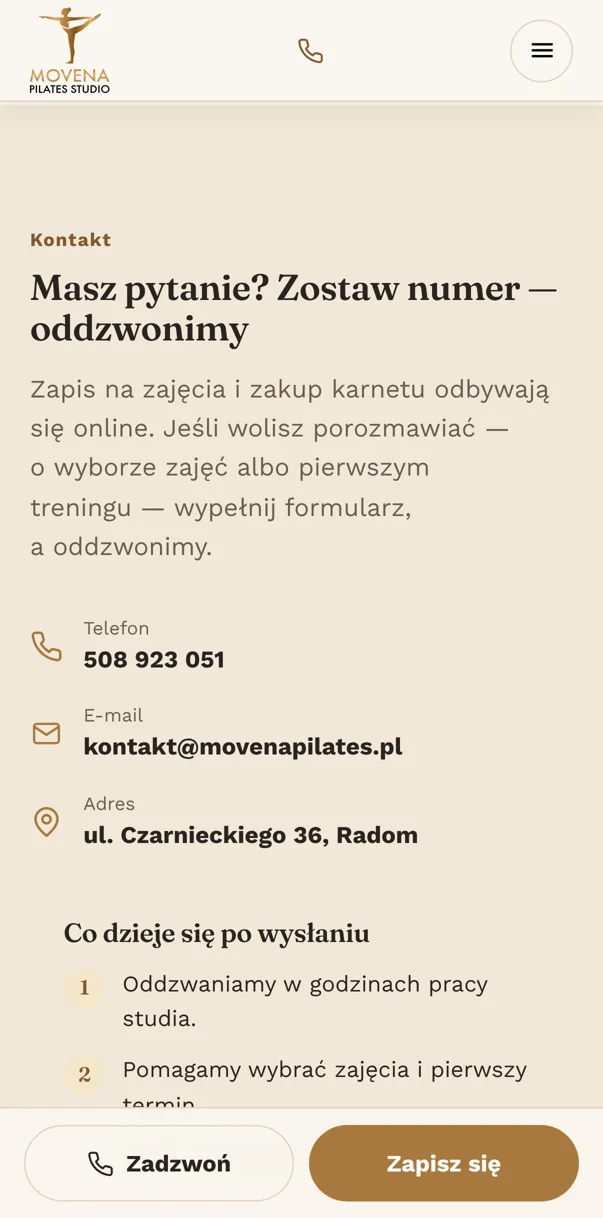 MOVENA
PILATES STUDIO
Kontakt
Masz pytanie? Zostaw numer —
oddzwonimy
Zapis na zajęcia i zakup karnetu odbywają
się online. Jeśli wolisz porozmawiać —
o wyborze zajęć albo pierwszym
treningu — wypełnij formularz,
a oddzwonimy.
Telefon
508 923 051
E-mail
kontakt@movenapilates.pl
Adres
ul. Czarnieckiego 36, Radom
Co dzieje się po wysłaniu
1 Oddzwaniamy w godzinach pracy
studia.
2 Pomagamy wybrać zajęcia i pierwszy
termin
Zadzwoń
Zapisz się